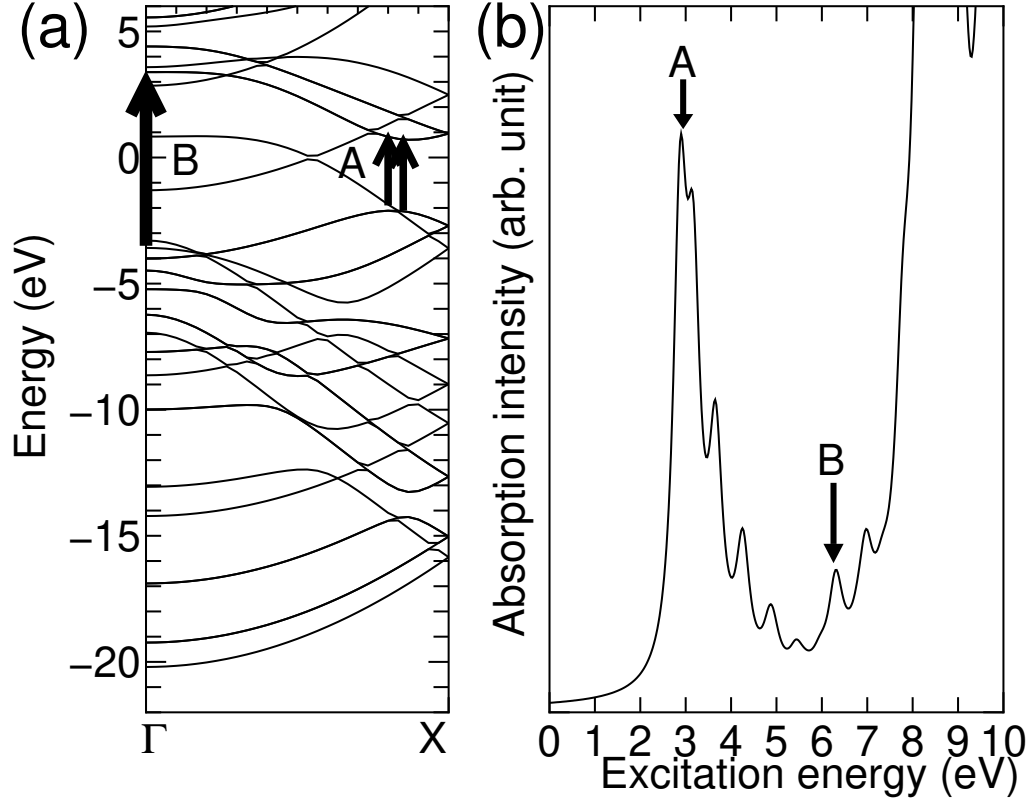 (a)
5
0
−5
−10
−15
−20
Energy (eV)
B
A
Γ
X
(b)
Absorption intensity (arb. unit)
A
B
0 1 2 3 4 5 6 7 8 9 10
Excitation energy (eV)